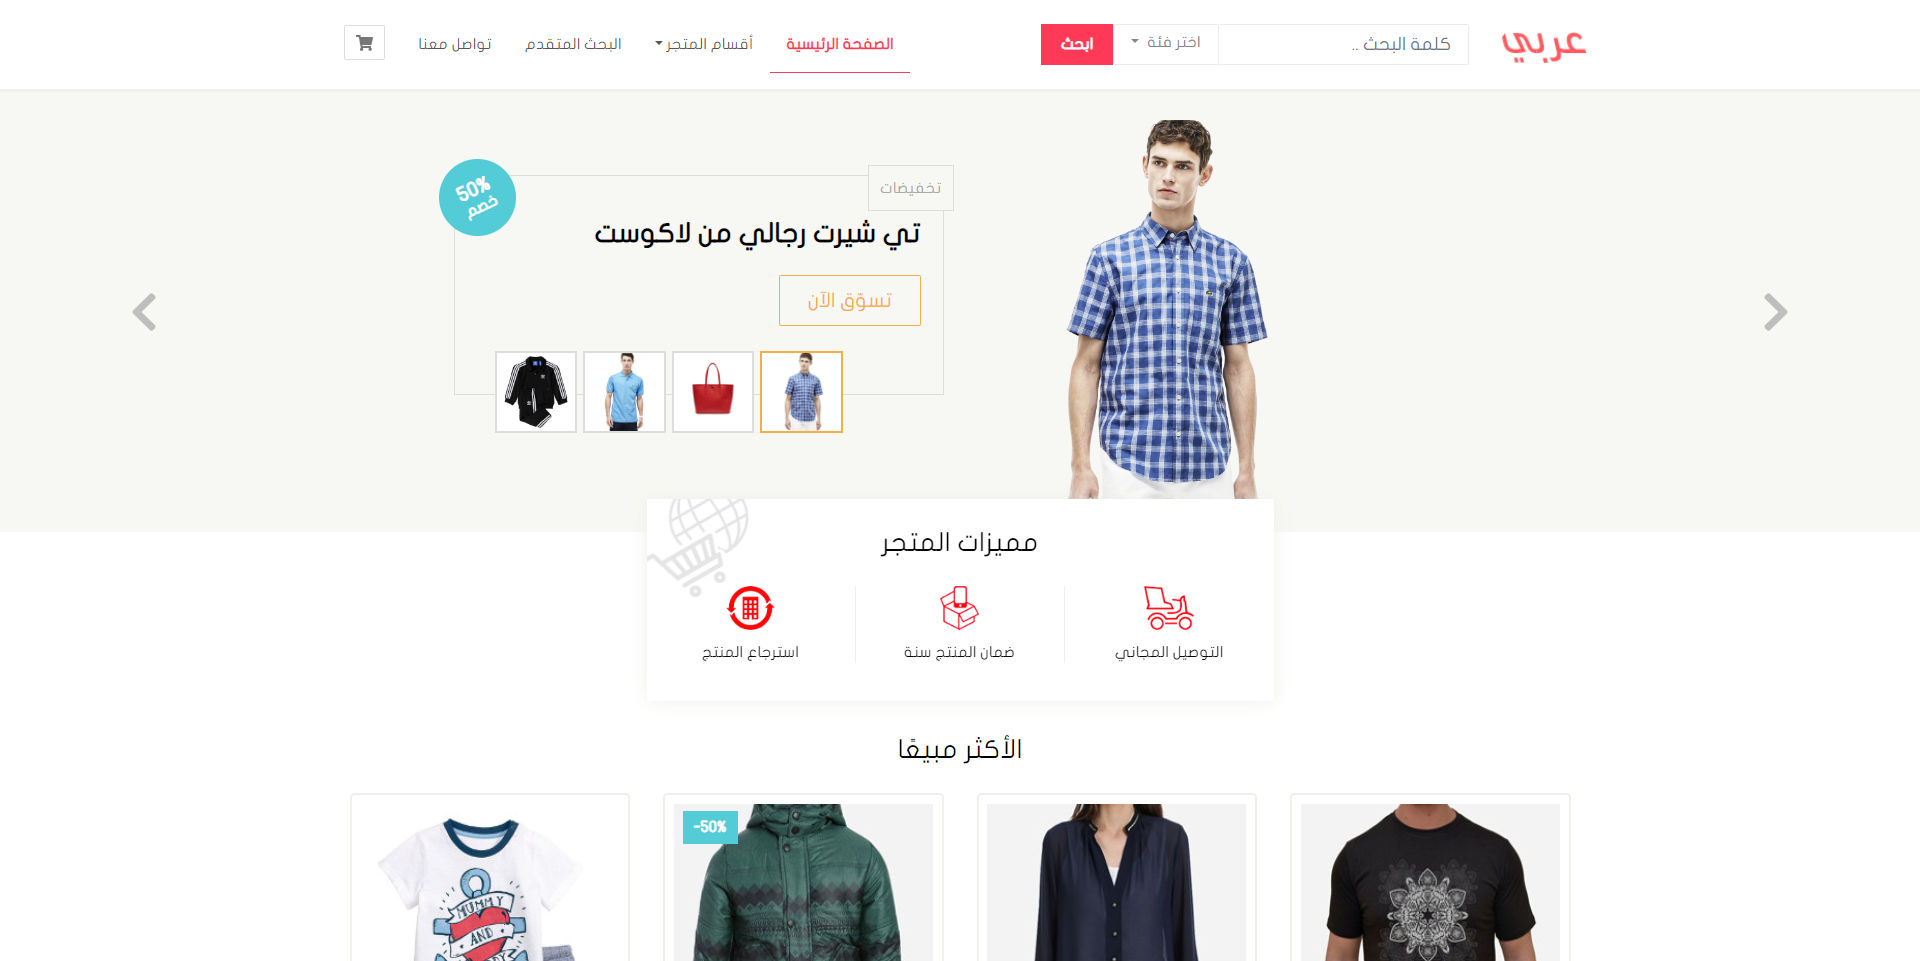 عربي
كلمة البحث ..
اختر فئة
ابحث
الصفحة الرئيسية
أقسام المتجر
البحث المتقدم
تواصل معنا
تخفيضات
50%
خصم
تي شيرت رجالي من لاكوست
تسوّق الآن
مميزات المتجر
التوصيل المجاني
ضمان المنتج سنة
استرجاع المنتج
الأكثر مبيعًا
-50%
MUMMY
AND